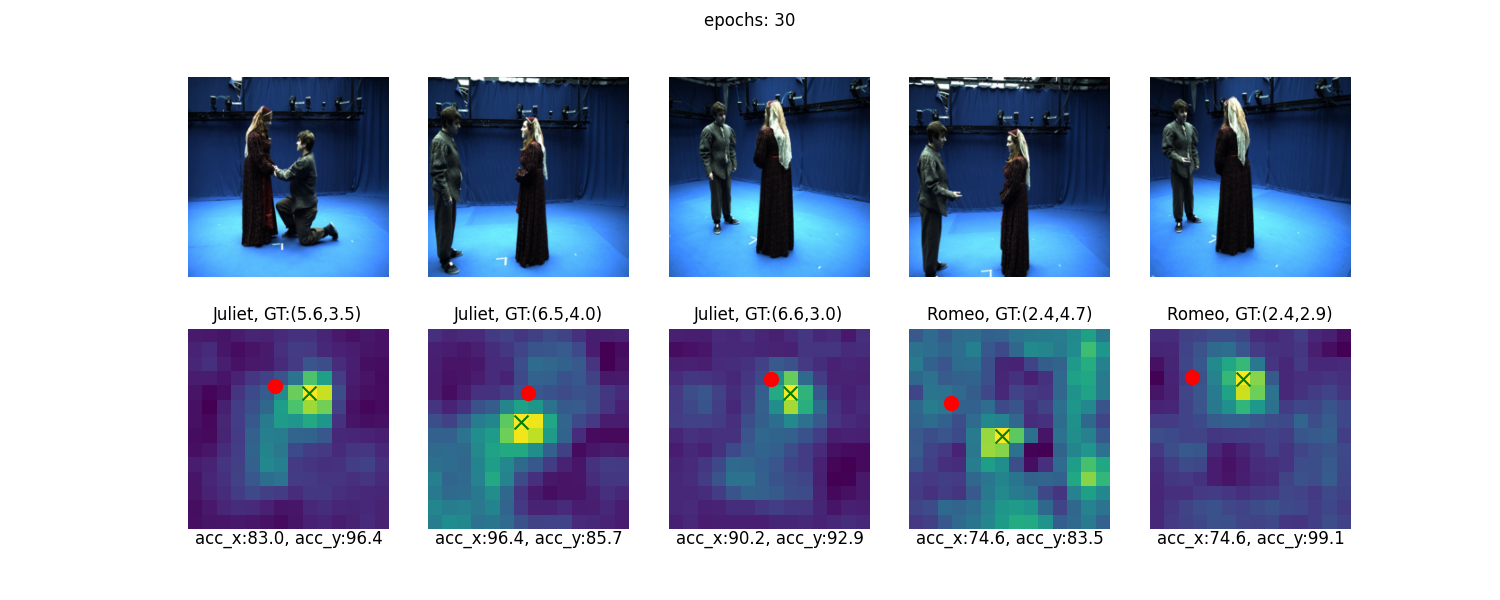 epochs: 30
Juliet, GT:(5.6,3.5)
Juliet, GT:(6.5,4.0)
Juliet, GT:(6.6,3.0)
Romeo, GT:(2.4,4.7)
Romeo, GT:(2.4,2.9)
acc_x:83.0, acc_y:96.4
acc_x:96.4, acc_y:85.7
acc_x:90.2, acc_y:92.9
acc_x:74.6, acc_y:83.5
acc_x:74.6, acc_y:99.1